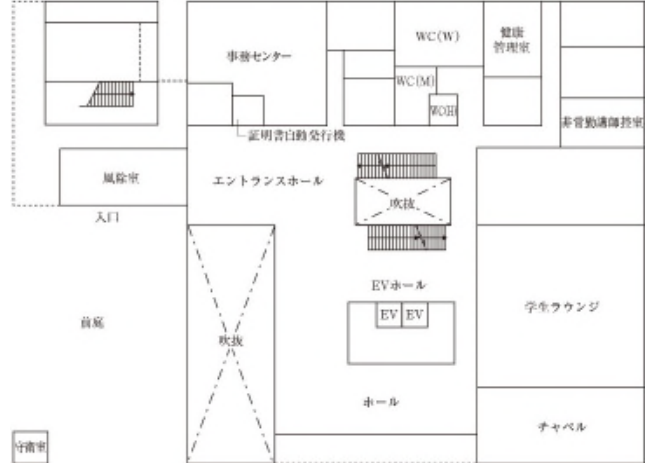 事務センター
WC(W)
健康
管理室
WC(M)
WC(H)
非常勤講師控室
証明書自動発行機
風除室
エントランスホール
吹抜
入口
EVホール
EV
EV
学生ラウンジ
前庭
吹抜
ホール
チャペル
守衛室